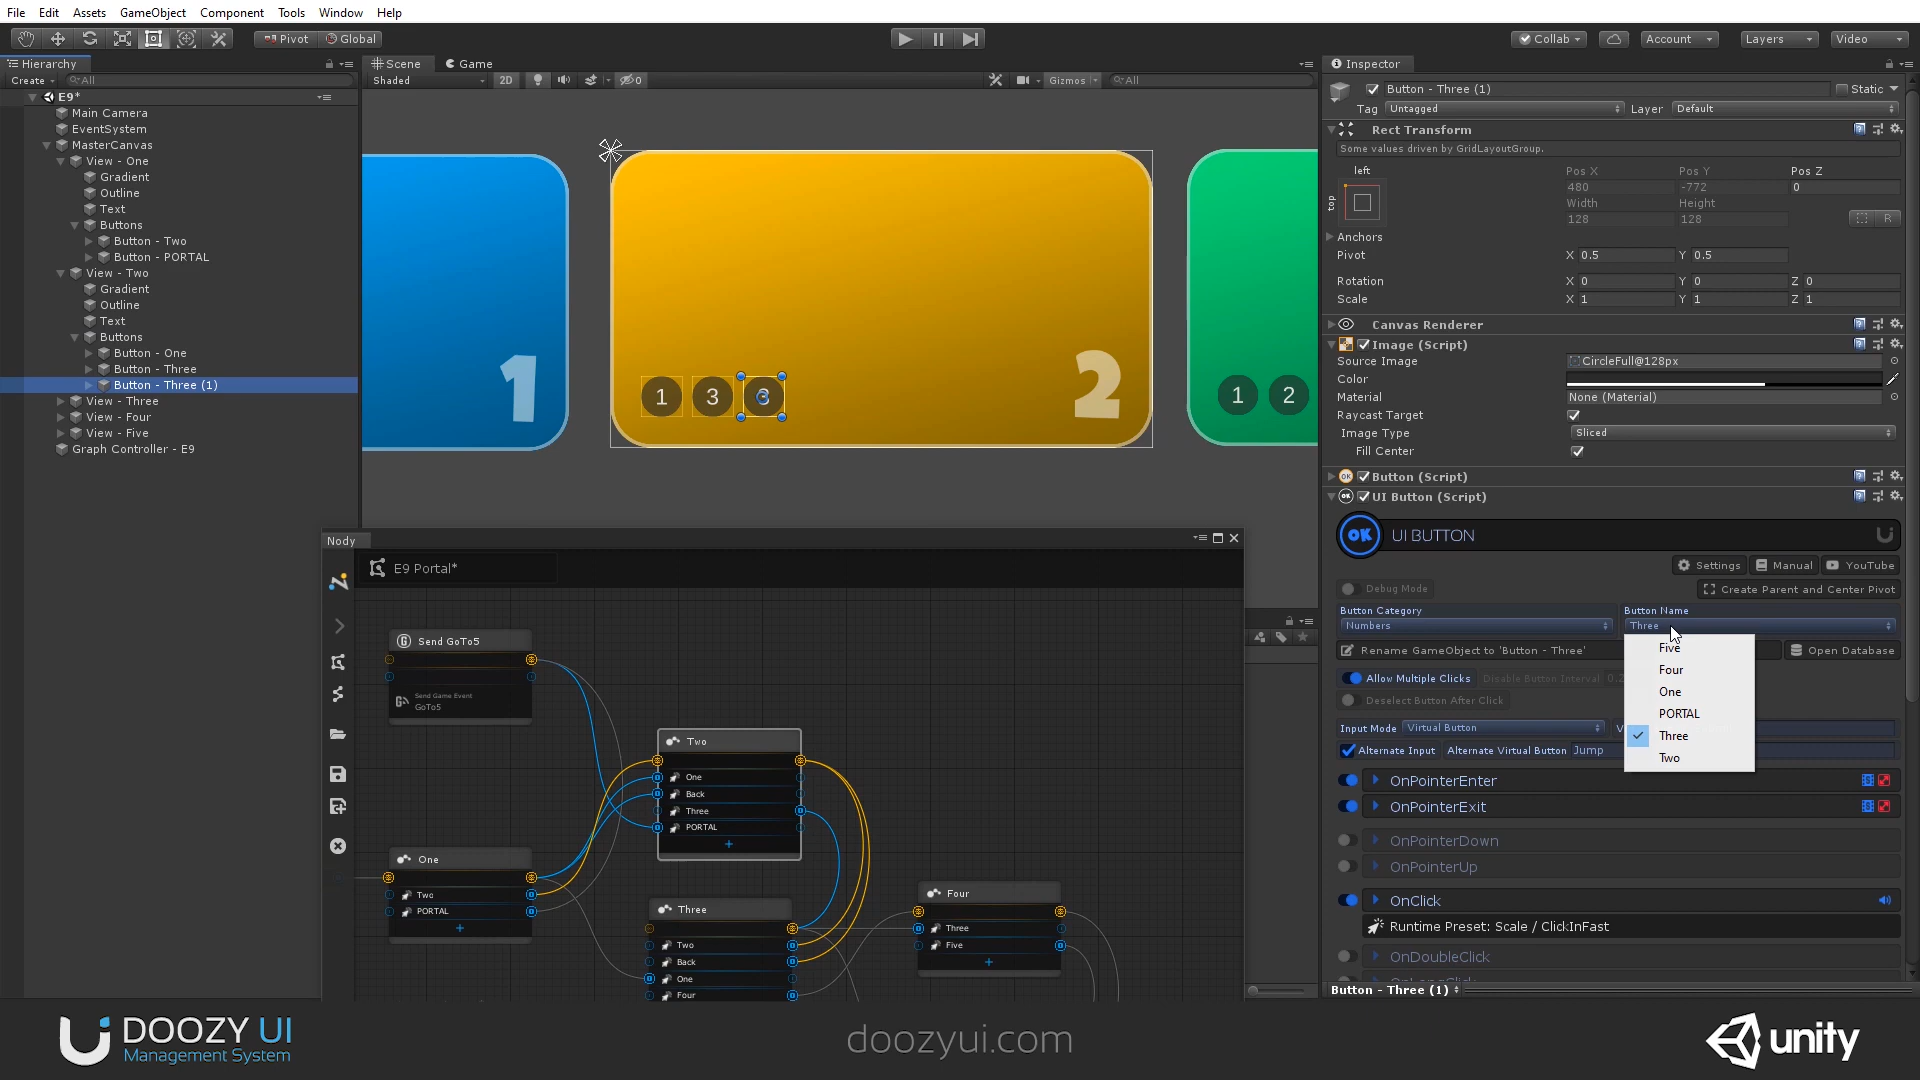 File Edit Assets GameObject Component Tools Window Help
Pivot Global
Collab Account Layers Video
Hierarchy
Create All
E9*
Main Camera
EventSystem
MasterCanvas
View - One
Gradient
Outline
Text
Buttons
Button - Two
Button - PORTAL
View - Two
Gradient
Outline
Text
Buttons
Button - One
Button - Three
Button - Three (1)
View - Three
View - Four
View - Five
Graph Controller - E9
Scene Game
Shaded 2D 0 Gizmos All
1
1 3 3
2
1 2
Nody
E9 Portal*
Send GoTo5
Send Game Event
GoTo5
Two
One
Back
Three
PORTAL
+
One
Two
PORTAL
+
Three
Two
Back
One
Four
Four
Three
Five
+
Inspector
Button - Three (1) Static
Tag Untagged Layer Default
Rect Transform
Some values driven by GridLayoutGroup.
left
top
Pos X Pos Y Pos Z
480 -772 0
Width Height
128 128
R
Anchors
Pivot X 0.5 Y 0.5
Rotation X 0 Y 0 Z 0
Scale X 1 Y 1 Z 1
Canvas Renderer
Image (Script)
Source Image CircleFull@128px
Color
Material None (Material)
Raycast Target
Image Type Sliced
Fill Center
OK Button (Script)
OK UI Button (Script)
OK UI BUTTON
Settings Manual YouTube
Debug Mode Create Parent and Center Pivot
Button Category Button Name
Numbers Three
Rename GameObject to 'Button - Three' Open Database
Allow Multiple Clicks Disable Button Interval
Deselect Button After Click
Input Mode Virtual Button
Alternate Input Alternate Virtual Button Jump
Five
Four
One
PORTAL
Three
Two
OnPointerEnter
OnPointerExit
OnPointerDown
OnPointerUp
OnClick
Runtime Preset: Scale / ClickInFast
OnDoubleClick
Button - Three (1)
DOOZY UI
Management System
doozyui.com
unity